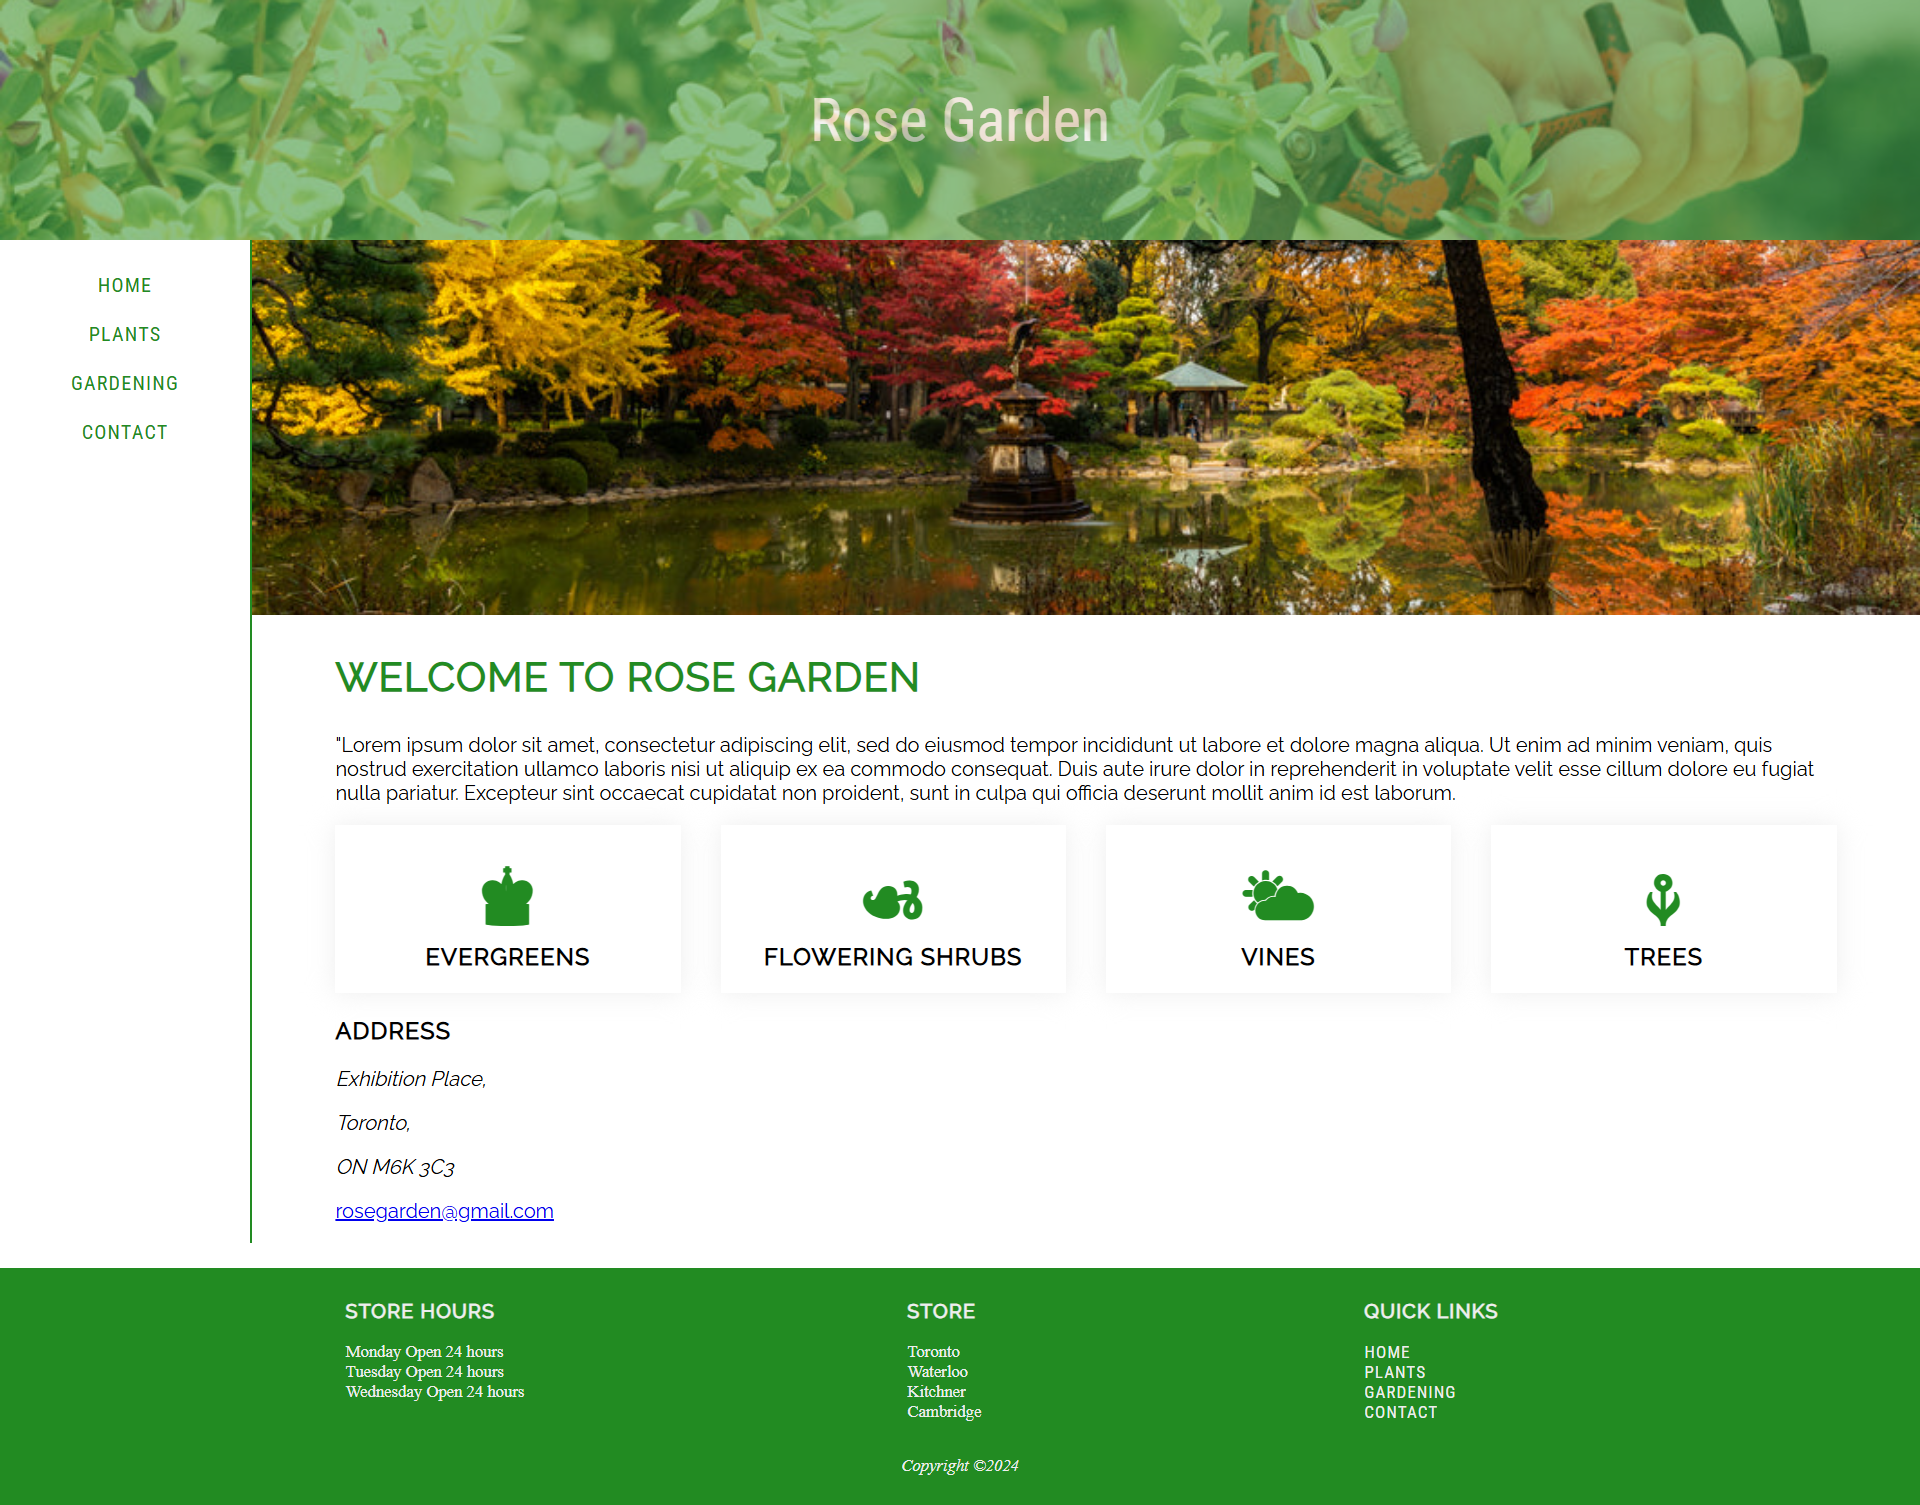 Rose Garden
HOME
PLANTS
GARDENING
CONTACT
WELCOME TO ROSE GARDEN
"Lorem ipsum dolor sit amet, consectetur adipiscing elit, sed do eiusmod tempor incididunt ut labore et dolore magna aliqua. Ut enim ad minim veniam, quis
nostrud exercitation ullamco laboris nisi ut aliquip ex ea commodo consequat. Duis aute irure dolor in reprehenderit in voluptate velit esse cillum dolore eu fugiat
nulla pariatur. Excepteur sint occaecat cupidatat non proident, sunt in culpa qui officia deserunt mollit anim id est laborum.
EVERGREENS
FLOWERING SHRUBS
VINES
TREES
ADDRESS
Exhibition Place,
Toronto,
ON M6K 3C3
rosegarden@gmail.com
STORE HOURS
Monday Open 24 hours
Tuesday Open 24 hours
Wednesday Open 24 hours
STORE
Toronto
Waterloo
Kitchner
Cambridge
QUICK LINKS
HOME
PLANTS
GARDENING
CONTACT
Copyright ©2024